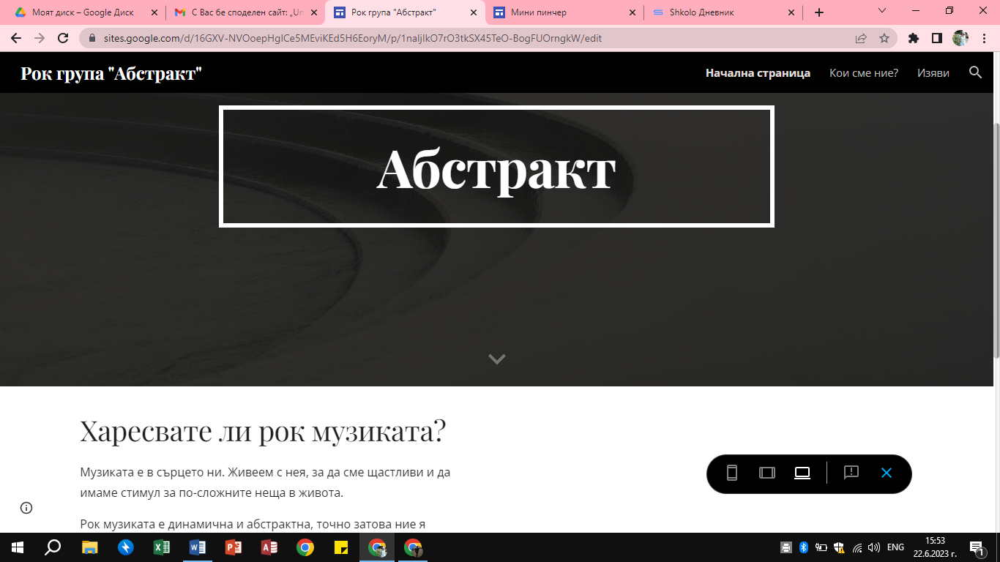 Моят диск – Google Диск
С Вас бе споделен сайт: „Un
Рок група "Абстракт"
Мини пинчер
Shkolo Дневник
sites.google.com/d/16GXV-NVOoepHglCe5MEviKEd5H6EoryM/p/1naIjlkO7rO3tkSX45TeO-BogFUOrngkW/edit
Рок група "Абстракт"
Начална страница
Кои сме ние?
Изяви
Абстракт
Харесвате ли рок музиката?
Музиката е в сърцето ни. Живеем с нея, за да сме щастливи и да
имаме стимул за по-сложните неща в живота.
Рок музиката е динамична и абстрактна, точно затова ние я
ENG
15:53
22.6.2023 г.
1